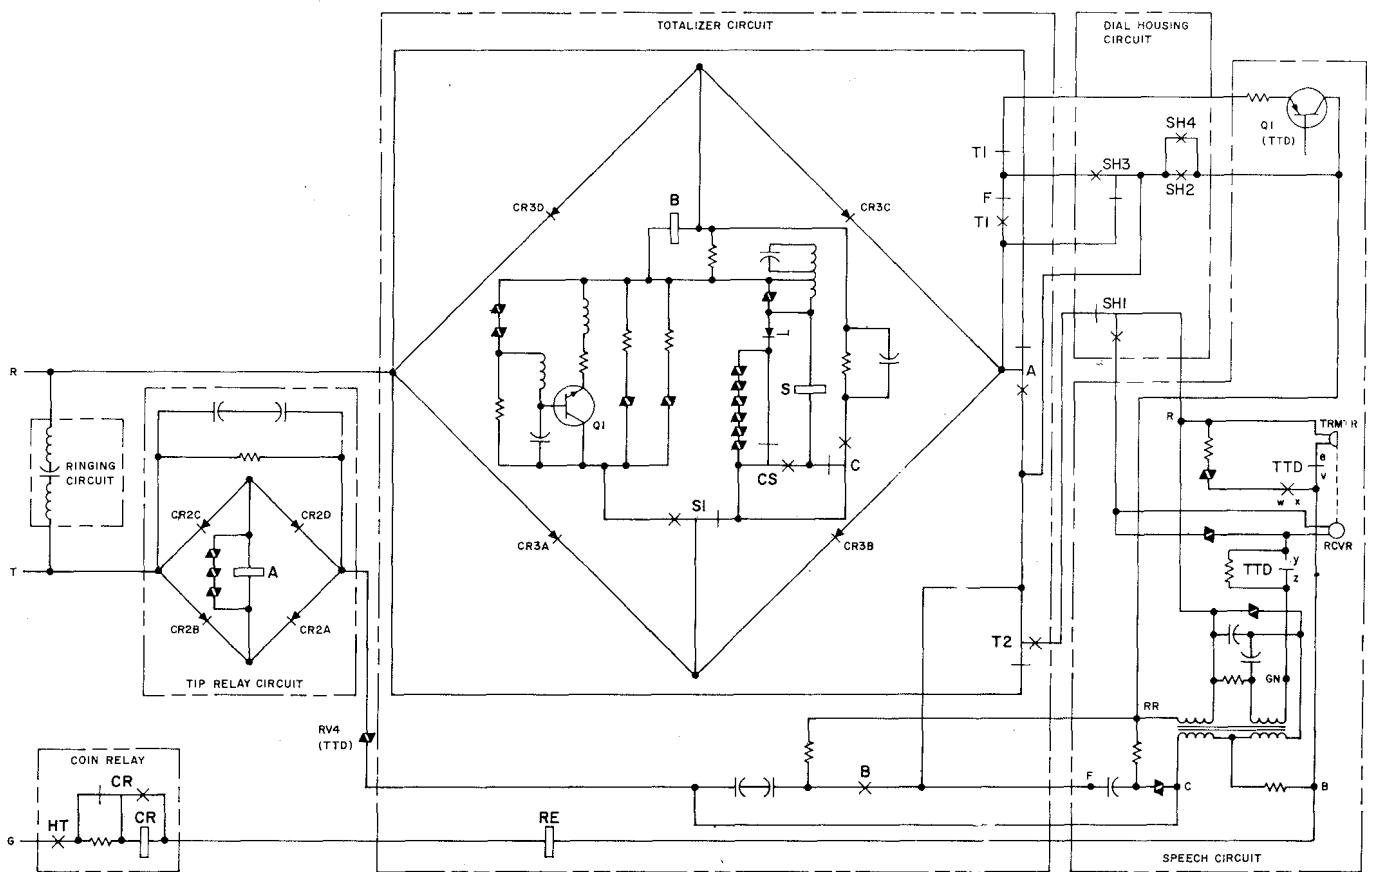 TOTALIZER CIRCUIT
DIAL HOUSING
CIRCUIT
Q1
(TTD)
SH4
SH3
SH2
T1
F
T1
CR3D
B
CR3C
SH1
L
S
A
Q1
R
RINGING
CIRCUIT
R
TRMTR
TTD
e
v
w x
CS
C
S1
CR2C
CR2D
CR3A
CR3B
RCVR
T
A
TTD
y
z
CR2B
CR2A
T2
TIP RELAY CIRCUIT
GN
RV4
(TTD)
RR
COIN RELAY
CR
B
F
C
B
HT
CR
RE
G
SPEECH CIRCUIT